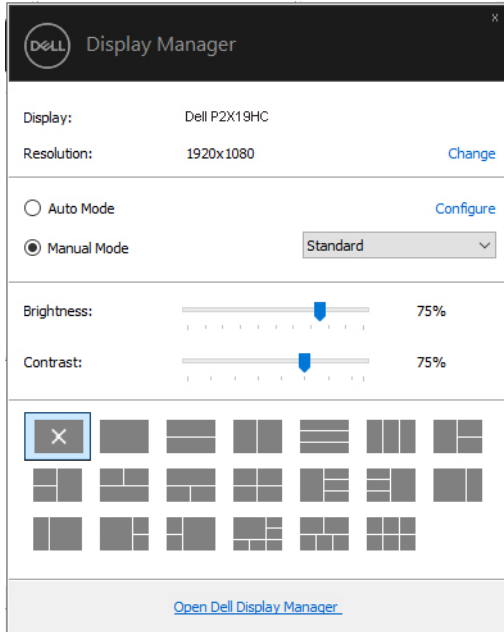 x
DELL Display Manager
Display: Dell P2X19HC
Resolution: 1920x1080 Change
Auto Mode Configure
Manual Mode Standard
Brightness: 75%
Contrast: 75%
Open Dell Display Manager